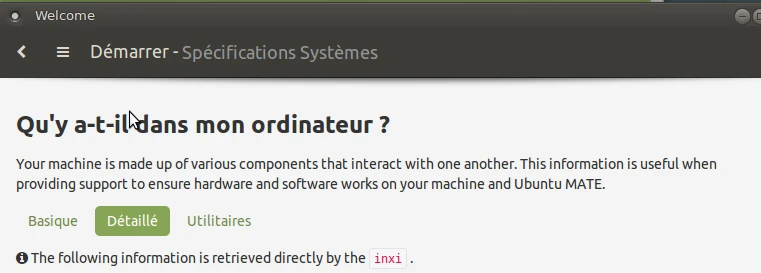 Welcome
Démarrer - Spécifications Systèmes
Qu'y a-t-il dans mon ordinateur ?
Your machine is made up of various components that interact with one another. This information is useful when
providing support to ensure hardware and software works on your machine and Ubuntu MATE.
Basique Détaillé Utilitaires
The following information is retrieved directly by the inxi .